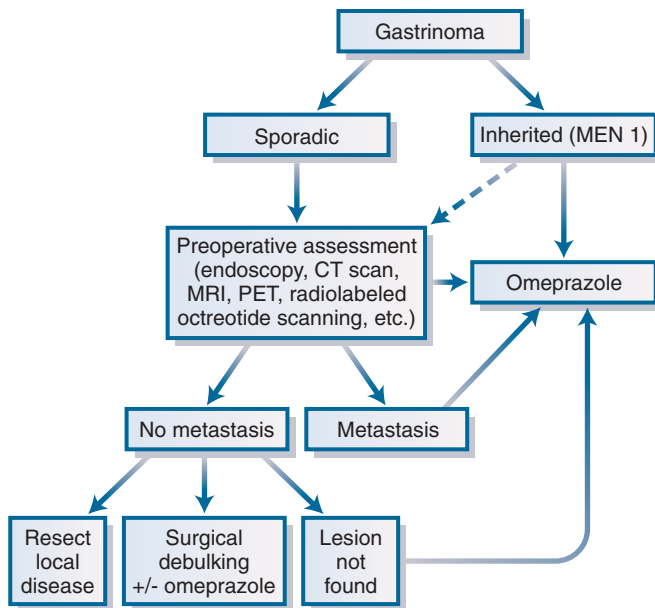 Gastrinoma
Sporadic
Inherited (MEN 1)
Preoperative assessment
(endoscopy, CT scan,
MRI, PET, radiolabeled
octreotide scanning, etc.)
Omeprazole
No metastasis
Metastasis
Resect
local
disease
Surgical
debulking
+/- omeprazole
Lesion
not
found